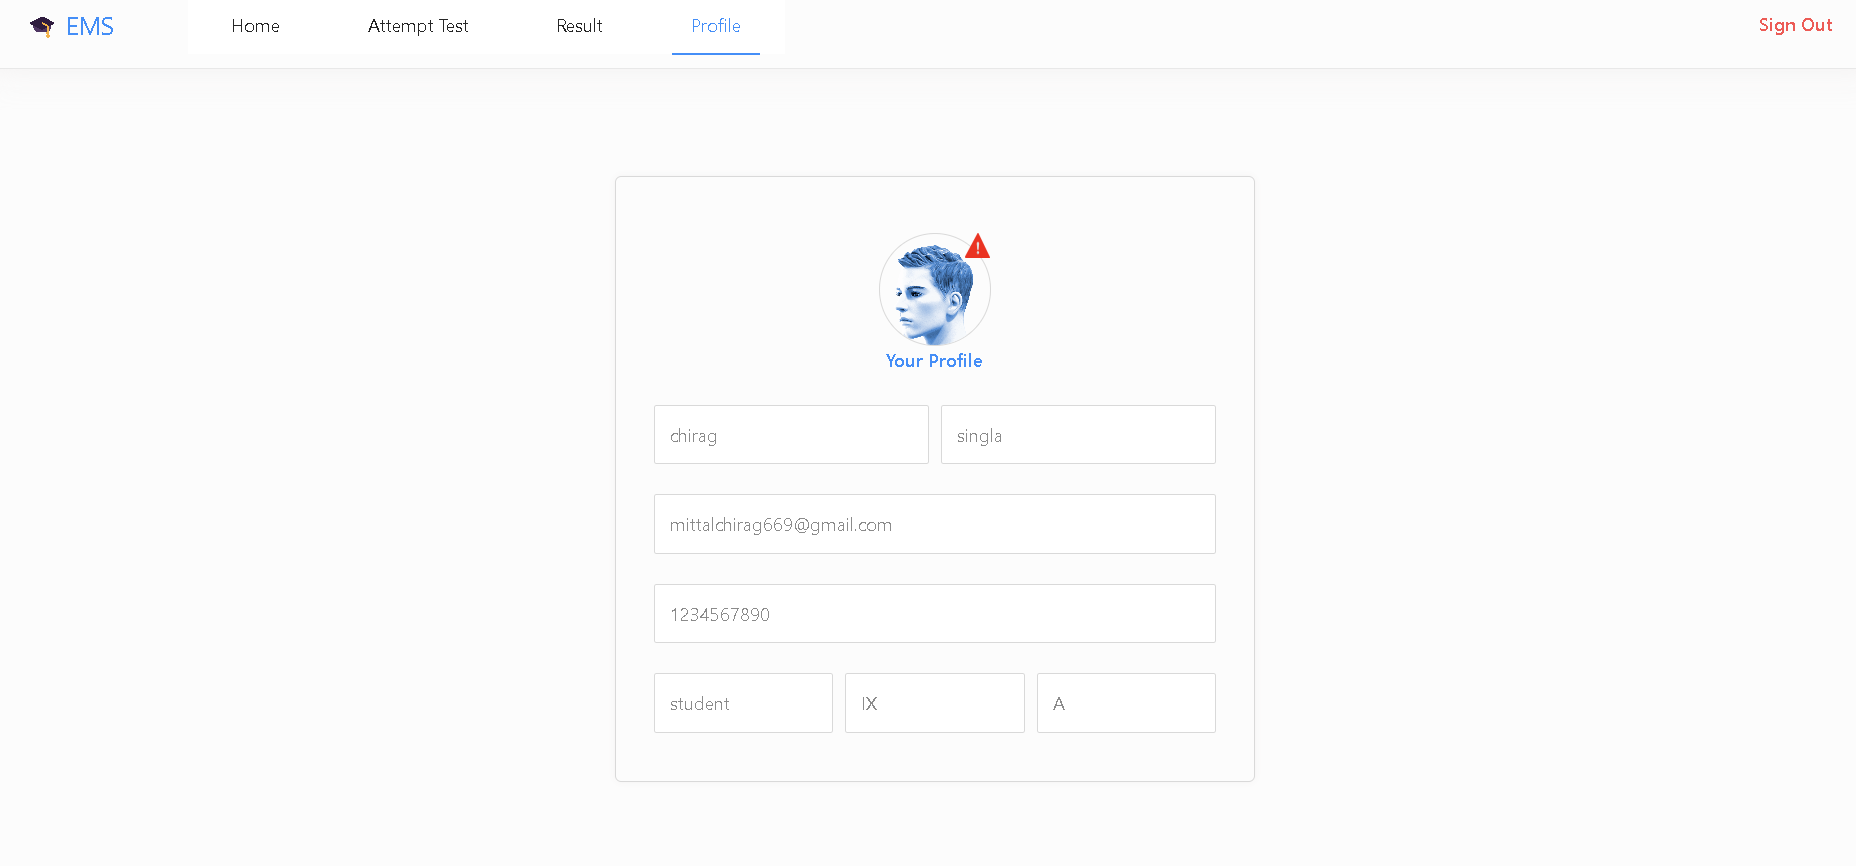 EMS Home Attempt Test Result Profile Sign Out
Your Profile
chirag singla
mittalchirag669@gmail.com
1234567890
student IX A